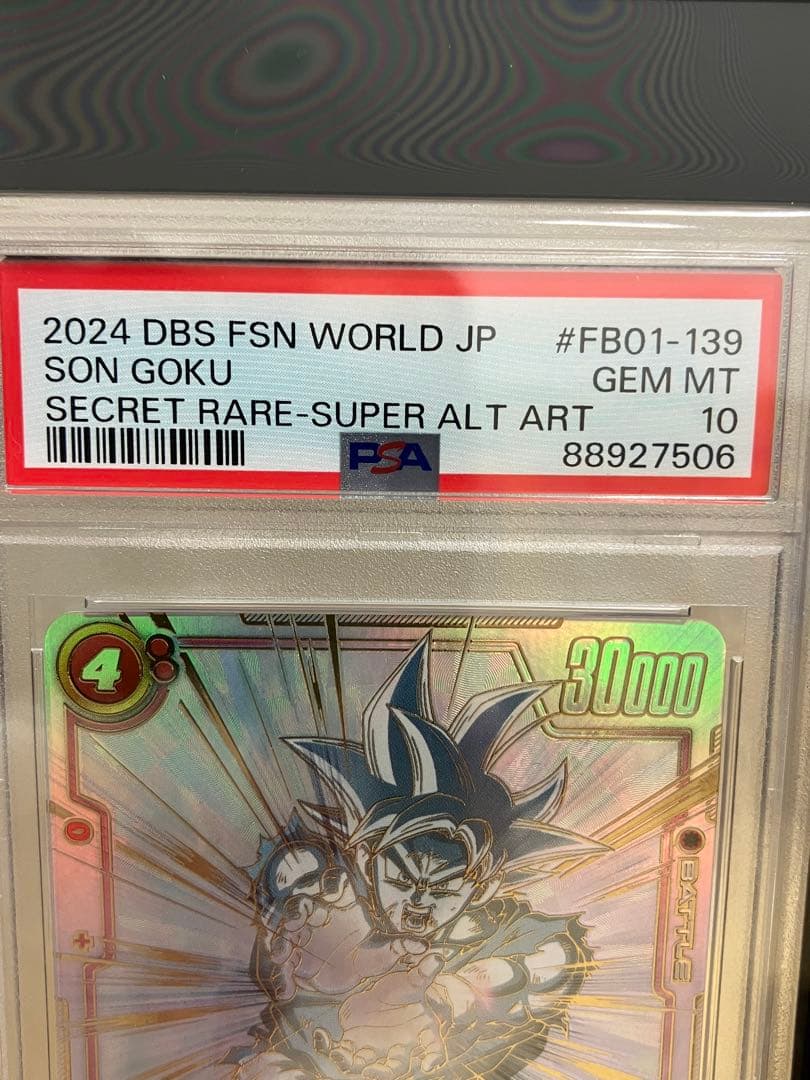 2024 DBS FSN WORLD JP #FB01-139
SON GOKU GEM MT
SECRET RARE-SUPER ALT ART 10
PSA 88927506
4
30000
0
+
BATTLE